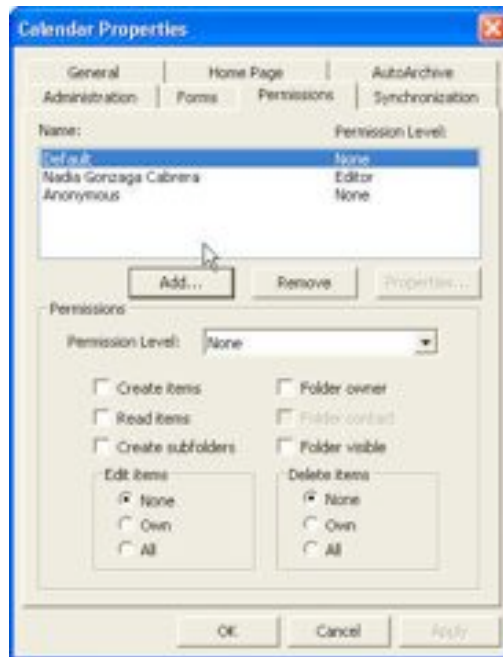 Calendar Properties
General Home Page AutoArchive
Administration Forms Permissions Synchronization
Name: Permission Level:
Default None
Nadia Gonzaga Cabrera Editor
Anonymous None
Add... Remove Properties...
Permissions
Permission Level: None
Create items Folder owner
Read items Folder contact
Create subfolders Folder visible
Edit items Delete items
None None
Own Own
All All
OK Cancel Apply